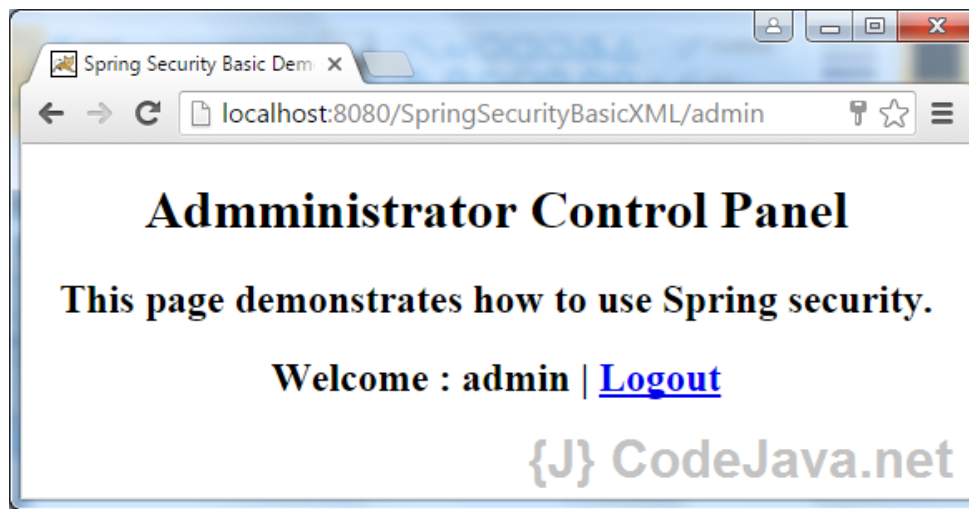 Spring Security Basic Dem
localhost:8080/SpringSecurityBasicXML/admin
Admministrator Control Panel
This page demonstrates how to use Spring security.
Welcome : admin | Logout
{J} CodeJava.net